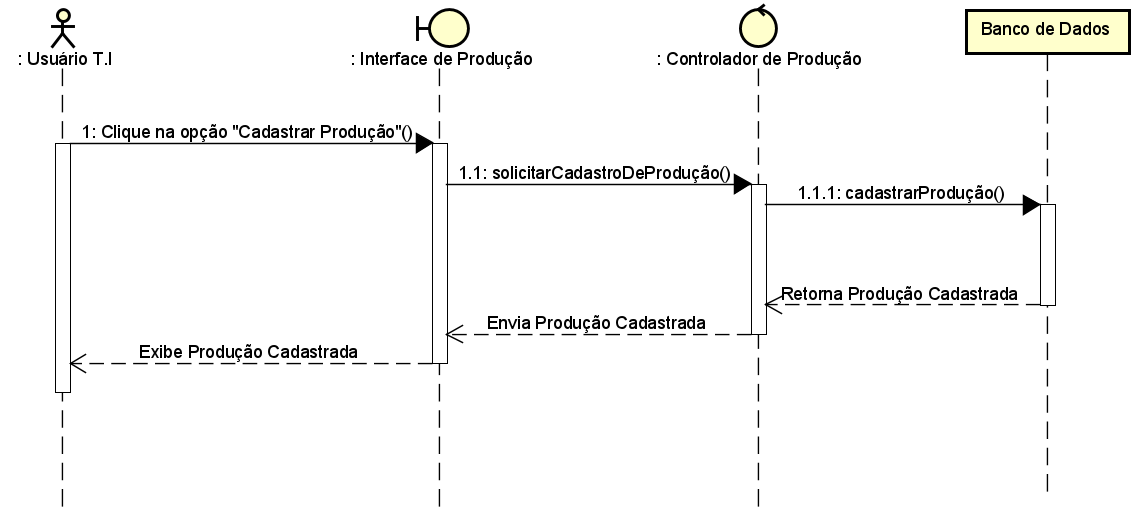 Banco de Dados
: Usuário T.I
: Interface de Produção
: Controlador de Produção
1: Clique na opção "Cadastrar Produção"()
1.1: solicitarCadastroDeProdução()
1.1.1: cadastrarProdução()
Retorna Produção Cadastrada
Envia Produção Cadastrada
Exibe Produção Cadastrada